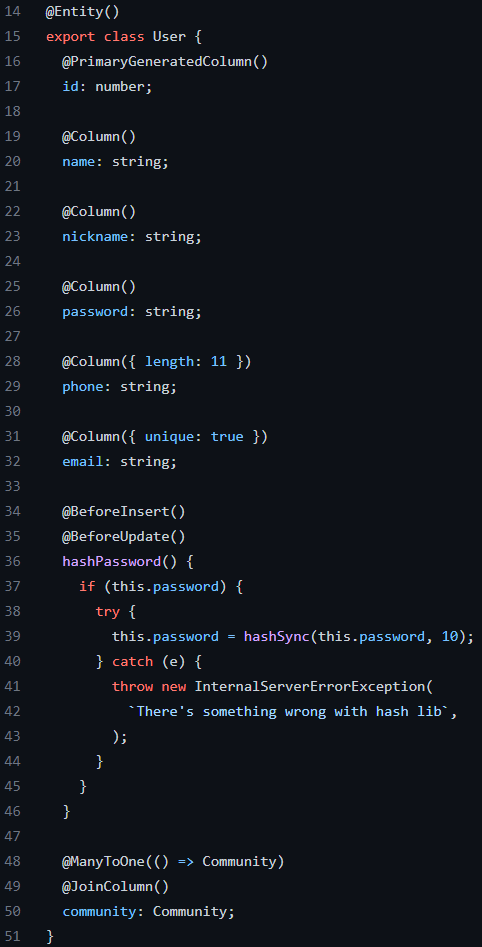 14 @Entity()
15 export class User {
16   @PrimaryGeneratedColumn()
17   id: number;
18
19   @Column()
20   name: string;
21
22   @Column()
23   nickname: string;
24
25   @Column()
26   password: string;
27
28   @Column({ length: 11 })
29   phone: string;
30
31   @Column({ unique: true })
32   email: string;
33
34   @BeforeInsert()
35   @BeforeUpdate()
36   hashPassword() {
37     if (this.password) {
38       try {
39         this.password = hashSync(this.password, 10);
40       } catch (e) {
41         throw new InternalServerErrorException(
42           `There's something wrong with hash lib`,
43         );
44       }
45     }
46   }
47
48   @ManyToOne(() => Community)
49   @JoinColumn()
50   community: Community;
51 }